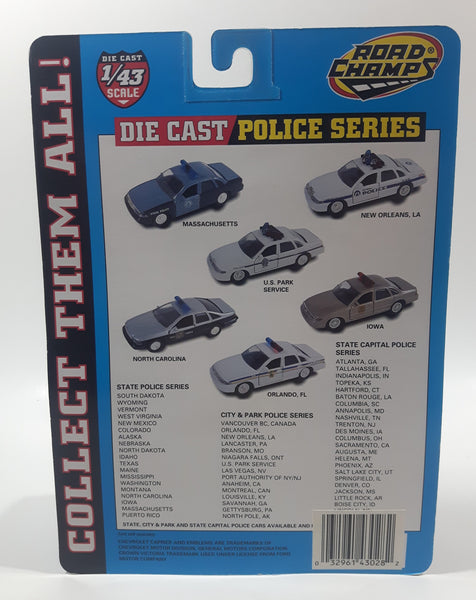 COLLECT THEM ALL!
DIE CAST
1/43
SCALE
ROAD CHAMPS®
DIE CAST POLICE SERIES
MASSACHUSETTS
NEW ORLEANS, LA
U.S. PARK
SERVICE
IOWA
NORTH CAROLINA
ORLANDO, FL
STATE POLICE SERIES
SOUTH DAKOTA
WYOMING
VERMONT
WEST VIRGINIA
NEW MEXICO
COLORADO
ALASKA
NEBRASKA
NORTH DAKOTA
IDAHO
TEXAS
MAINE
MISSISSIPPI
WASHINGTON
MONTANA
NORTH CAROLINA
IOWA
MASSACHUSETTS
PUERTO RICO
CITY & PARK POLICE SERIES
VANCOUVER BC, CANADA
ORLANDO, FL
NEW ORLEANS, LA
LANCASTER, PA
BRANSON, MO
NIAGARA FALLS, ONT
U.S. PARK SERVICE
LAS VEGAS, NV
PORT AUTHORITY OF NY/NJ
ANAHEIM, CA
MONTREAL, CAN
LOUISVILLE, KY
SAVANNAH, GA
GETTYSBURG, PA
NORTH POLE, AK
STATE CAPITAL POLICE
SERIES
ATLANTA, GA
TALLAHASSEE, FL
INDIANAPOLIS, IN
TOPEKA, KS
HARTFORD, CT
BATON ROUGE, LA
COLUMBIA, SC
ANNAPOLIS, MD
NASHVILLE, TN
TRENTON, NJ
DES MOINES, IA
COLUMBUS, OH
SACRAMENTO, CA
AUGUSTA, ME
HELENA, MT
PHOENIX, AZ
SALT LAKE CITY, UT
SPRINGFIELD, IL
DENVER, CO
JACKSON, MS
LITTLE ROCK, AR
BOISE CITY, ID
STATE, CITY & PARK AND STATE CAPITAL POLICE CARS AVAILABLE AND
CHEVROLET CAPRICE AND EMBLEMS ARE TRADEMARKS OF
CHEVROLET MOTOR DIVISION, GENERAL MOTORS CORPORATION.
CROWN VICTORIA TRADEMARK USED UNDER LICENSE FROM FORD
MOTOR COMPANY
0 32961 43028 2